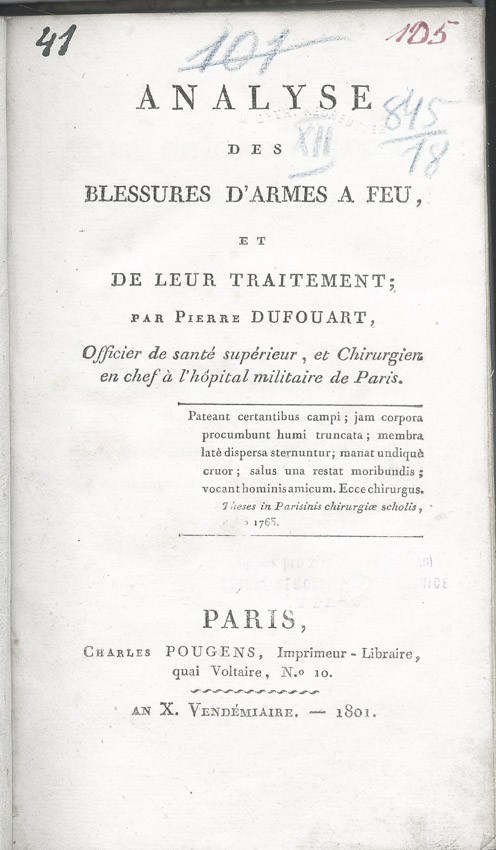 41
101
105
ANALYSE
845
18
XII
DES
BLESSURES D'ARMES A FEU,
ET
DE LEUR TRAITEMENT;
PAR PIERRE DUFOUART,
Officier de santé supérieur, et Chirurgien
en chef à l'hôpital militaire de Paris.
Pateant certantibus campi; jam corpora
procumbunt humi truncata; membra
latè dispersa sternuntur; manat undiquè
cruor; salus una restat moribundis;
vocant hominis amicum. Ecce chirurgus.
Theses in Parisinis chirurgiæ scholis,
1765.
PARIS,
CHARLES POUGENS, Imprimeur-Libraire,
quai Voltaire, N.o 10.
AN X. VENDÉMIAIRE. — 1801.